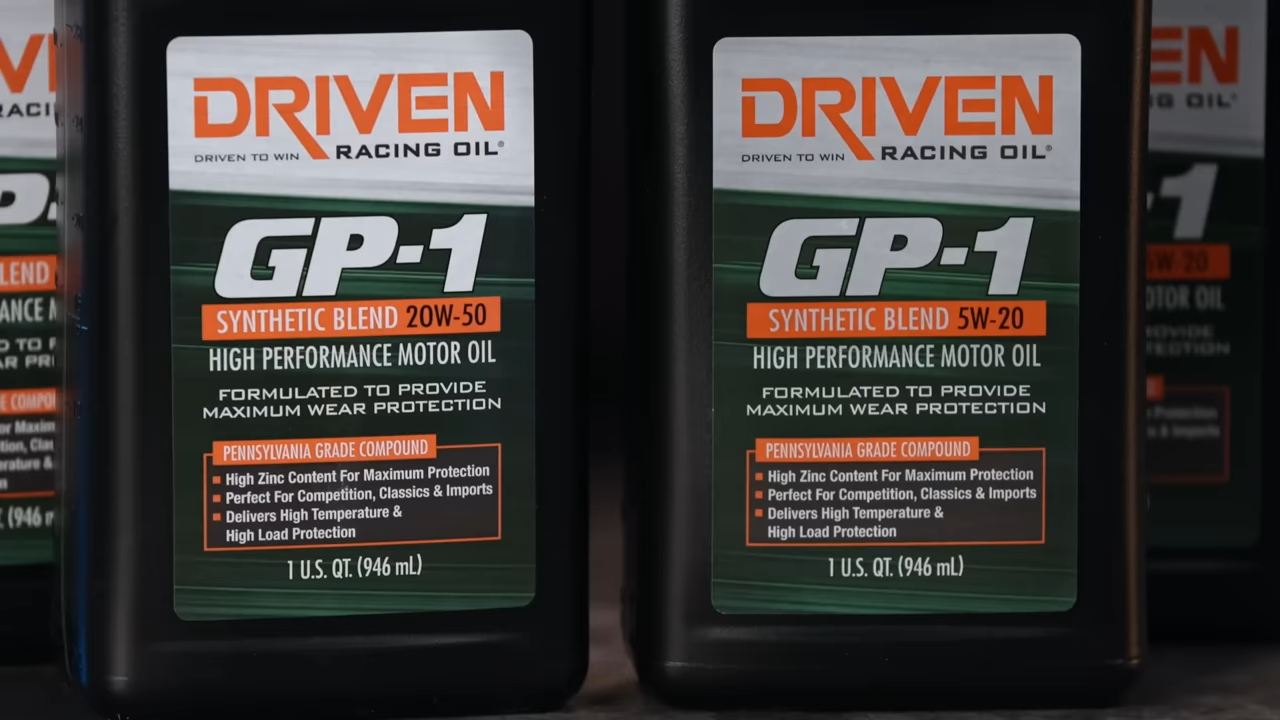 DRIVEN
DRIVEN TO WIN RACING OIL®
GP-1
SYNTHETIC BLEND 20W-50
HIGH PERFORMANCE MOTOR OIL
FORMULATED TO PROVIDE
MAXIMUM WEAR PROTECTION
PENNSYLVANIA GRADE COMPOUND
High Zinc Content For Maximum Protection
Perfect For Competition, Classics & Imports
Delivers High Temperature &
High Load Protection
1 U.S. QT. (946 mL)
DRIVEN
DRIVEN TO WIN RACING OIL®
GP-1
SYNTHETIC BLEND 5W-20
HIGH PERFORMANCE MOTOR OIL
FORMULATED TO PROVIDE
MAXIMUM WEAR PROTECTION
PENNSYLVANIA GRADE COMPOUND
High Zinc Content For Maximum Protection
Perfect For Competition, Classics & Imports
Delivers High Temperature &
High Load Protection
1 U.S. QT. (946 mL)
OIL®
5W-20
OIL